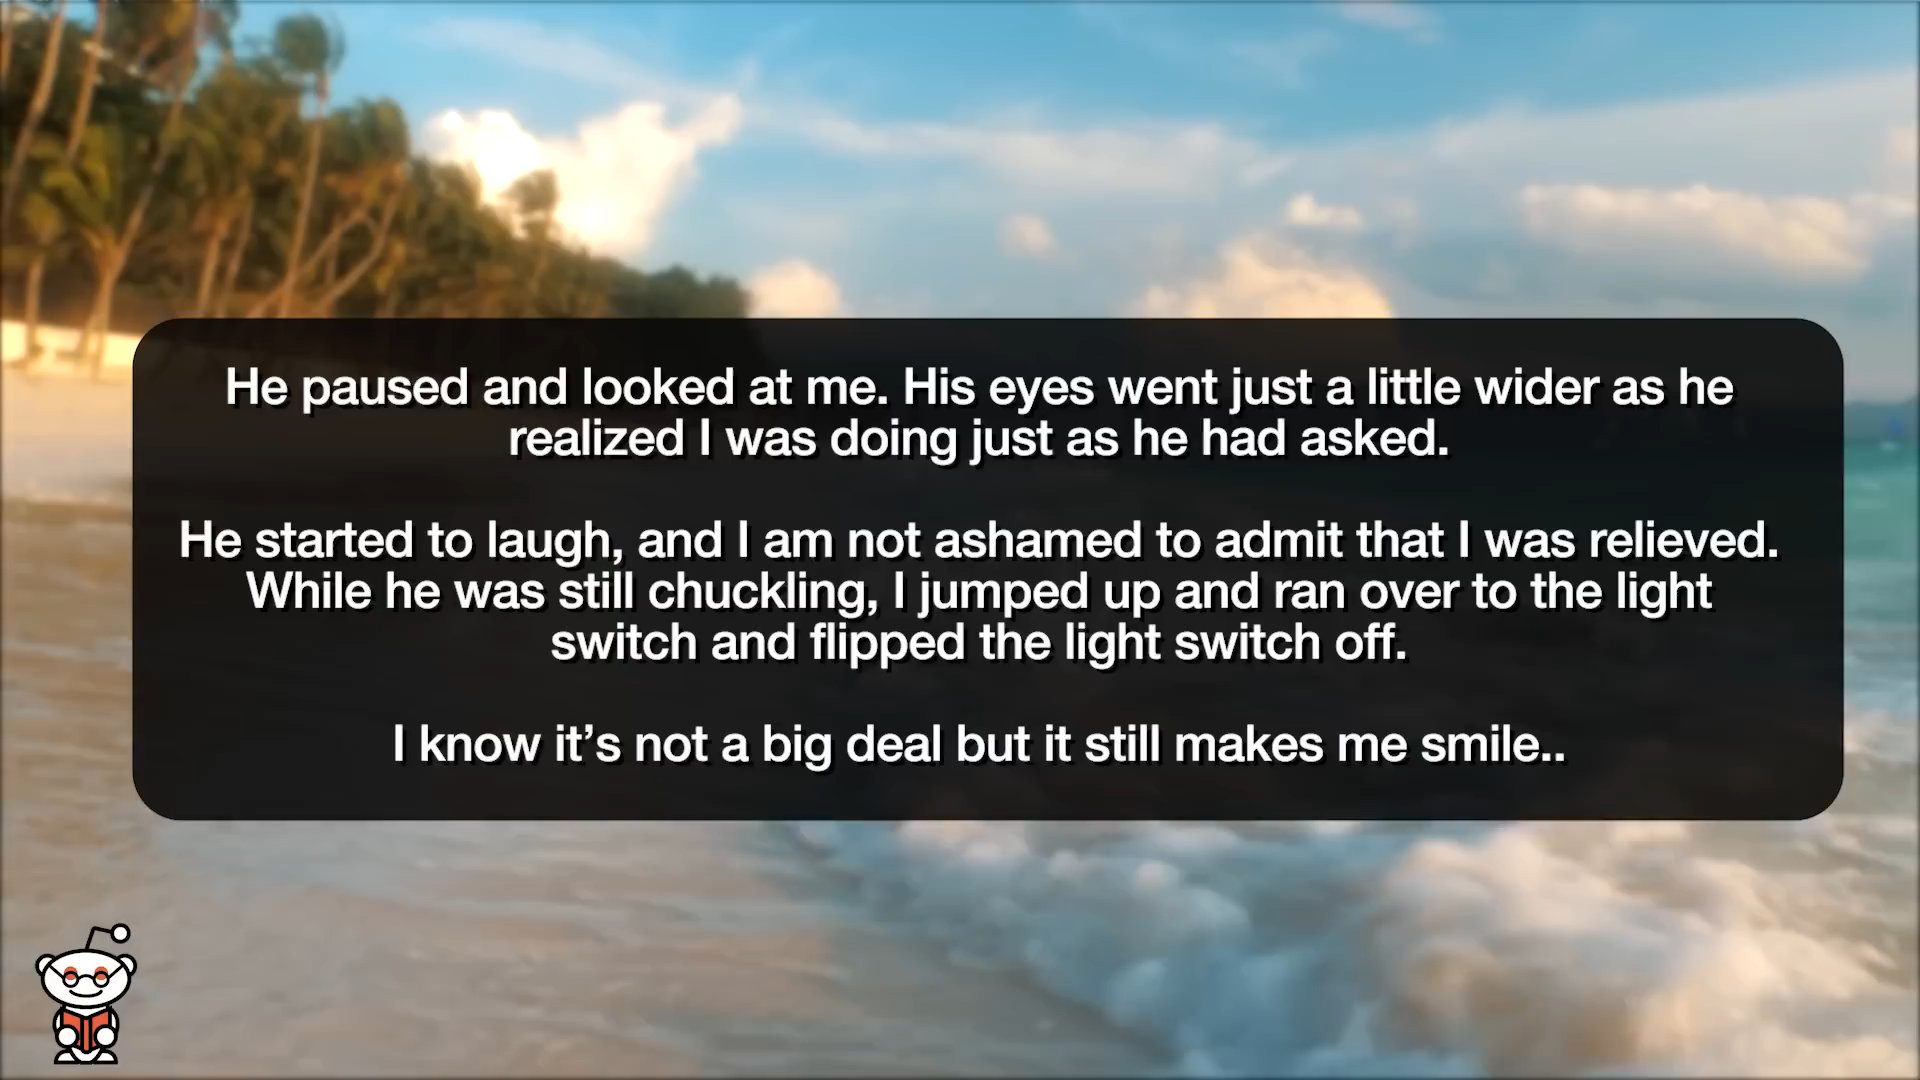 He paused and looked at me. His eyes went just a little wider as he
realized I was doing just as he had asked.
He started to laugh, and I am not ashamed to admit that I was relieved.
While he was still chuckling, I jumped up and ran over to the light
switch and flipped the light switch off.
I know it’s not a big deal but it still makes me smile..